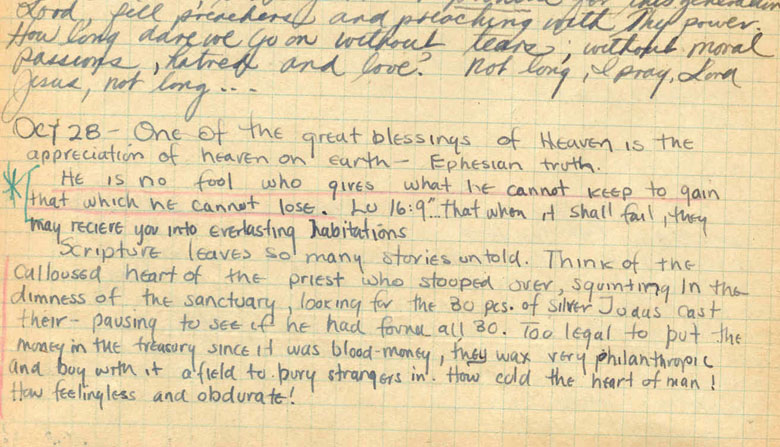 Lord, fill preachers and preaching with Thy power.
How long dare we go on without tears, without moral
passions, hatred and love? Not long, I pray, Lord
Jesus, not long...
OCT 28 - One of the great blessings of Heaven is the
appreciation of heaven on earth - Ephesian truth.
He is no fool who gives what he cannot keep to gain
that which he cannot lose. Lu 16:9 "that when it shall fail, they
may recieve you into everlasting habitations
Scripture leaves so many stories untold. Think of the
calloused heart of the priest who stooped over, squinting in the
dimness of the sanctuary, looking for the 30 pcs. of silver Judas cast
their - pausing to see if he had found all 30. Too legal to put the
money in the treasury since it was blood-money, they wax very philanthropic
and buy with it a field to bury strangers in. How cold the heart of man!
How feelingless and obdurate!